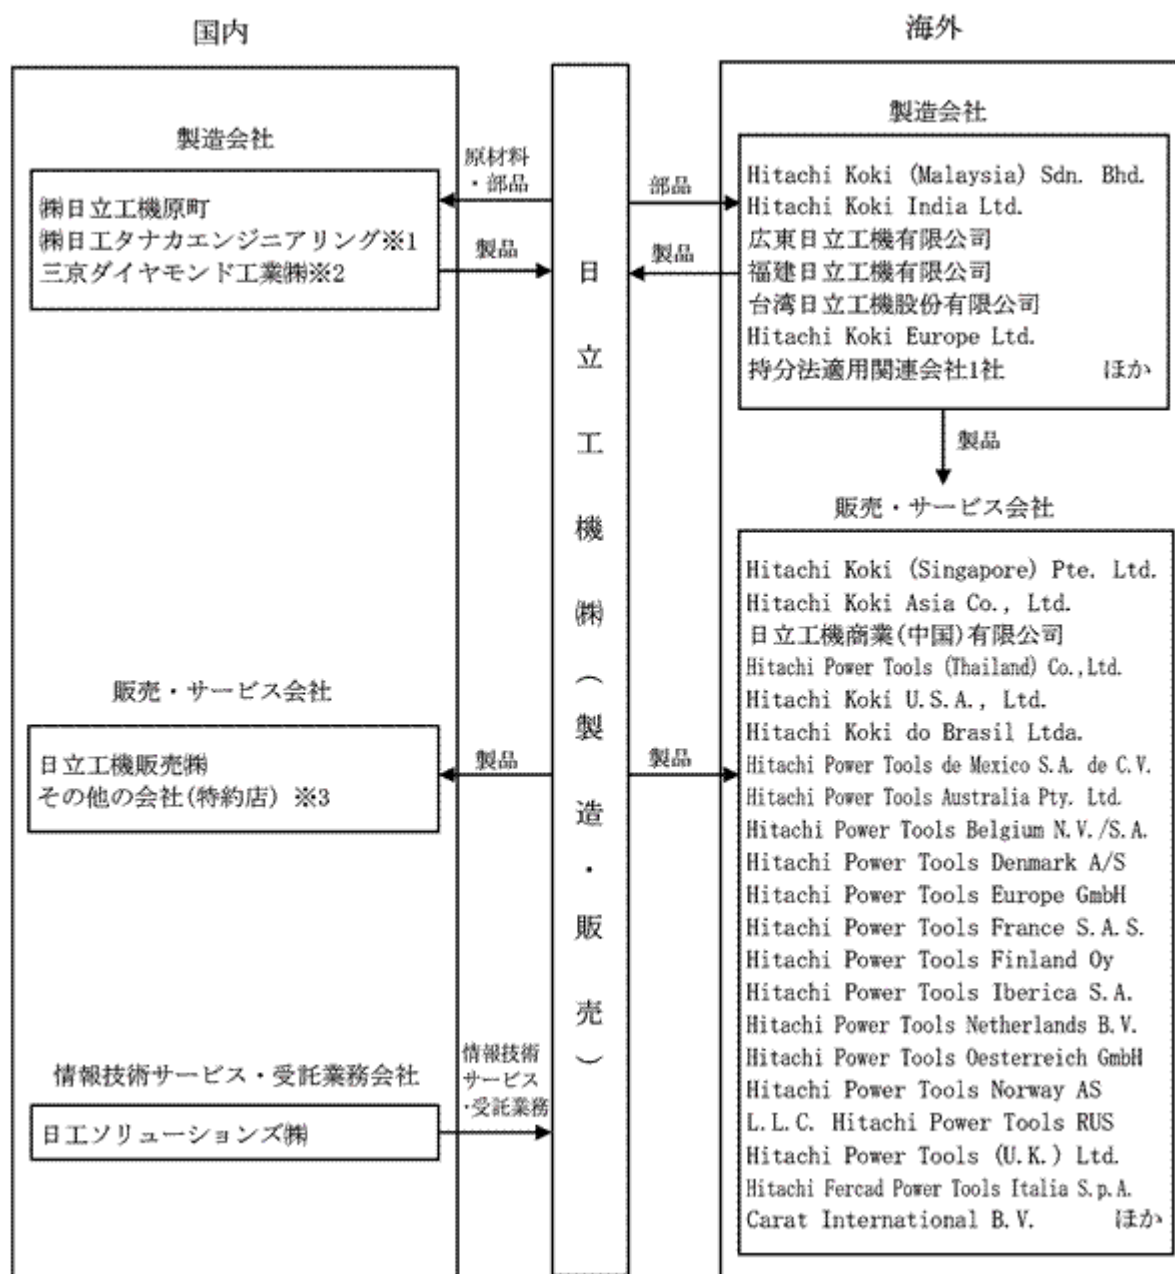 国内
製造会社
㈱日立工機原町
㈱日工タナカエンジニアリング※1
三京ダイヤモンド工業㈱※2
原材料
・部品
製品
販売・サービス会社
日立工機販売㈱
その他の会社(特約店) ※3
製品
情報技術サービス・受託業務会社
日工ソリューションズ㈱
情報技術
サービス
・受託業務
日立工機㈱(製造・販売)
海外
製造会社
部品
製品
Hitachi Koki (Malaysia) Sdn. Bhd.
Hitachi Koki India Ltd.
広東日立工機有限公司
福建日立工機有限公司
台湾日立工機股份有限公司
Hitachi Koki Europe Ltd.
持分法適用関連会社1社 ほか
製品
販売・サービス会社
製品
Hitachi Koki (Singapore) Pte. Ltd.
Hitachi Koki Asia Co., Ltd.
日立工機商業(中国)有限公司
Hitachi Power Tools (Thailand) Co.,Ltd.
Hitachi Koki U.S.A., Ltd.
Hitachi Koki do Brasil Ltda.
Hitachi Power Tools de Mexico S.A. de C.V.
Hitachi Power Tools Australia Pty. Ltd.
Hitachi Power Tools Belgium N.V./S.A.
Hitachi Power Tools Denmark A/S
Hitachi Power Tools Europe GmbH
Hitachi Power Tools France S.A.S.
Hitachi Power Tools Finland Oy
Hitachi Power Tools Iberica S.A.
Hitachi Power Tools Netherlands B.V.
Hitachi Power Tools Oesterreich GmbH
Hitachi Power Tools Norway AS
L.L.C. Hitachi Power Tools RUS
Hitachi Power Tools (U.K.) Ltd.
Hitachi Fercad Power Tools Italia S.p.A.
Carat International B.V. ほか